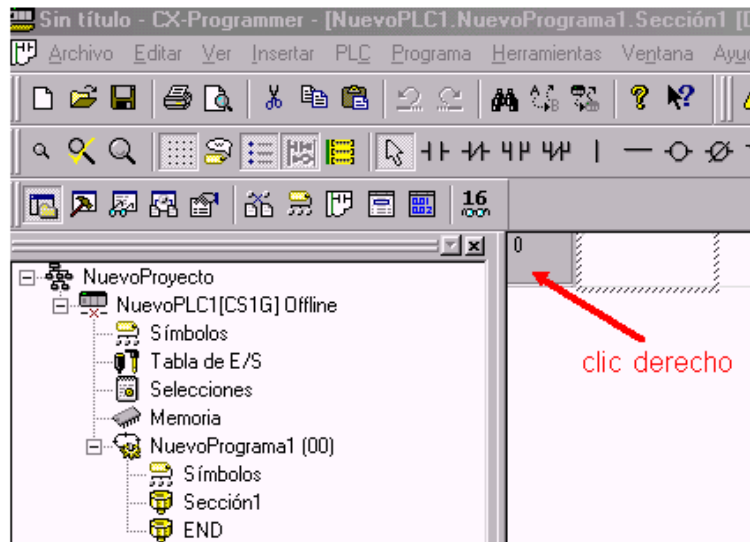 Sin título - CX-Programmer - [NuevoPLC1.NuevoPrograma1.Sección1 [
Archivo Editar Ver Insertar PLC Programa Herramientas Ventana Ayu
16
0
NuevoProyecto
NuevoPLC1[CS1G] Offline
Símbolos
Tabla de E/S
Selecciones
Memoria
NuevoPrograma1 (00)
Símbolos
Sección1
END
clic derecho